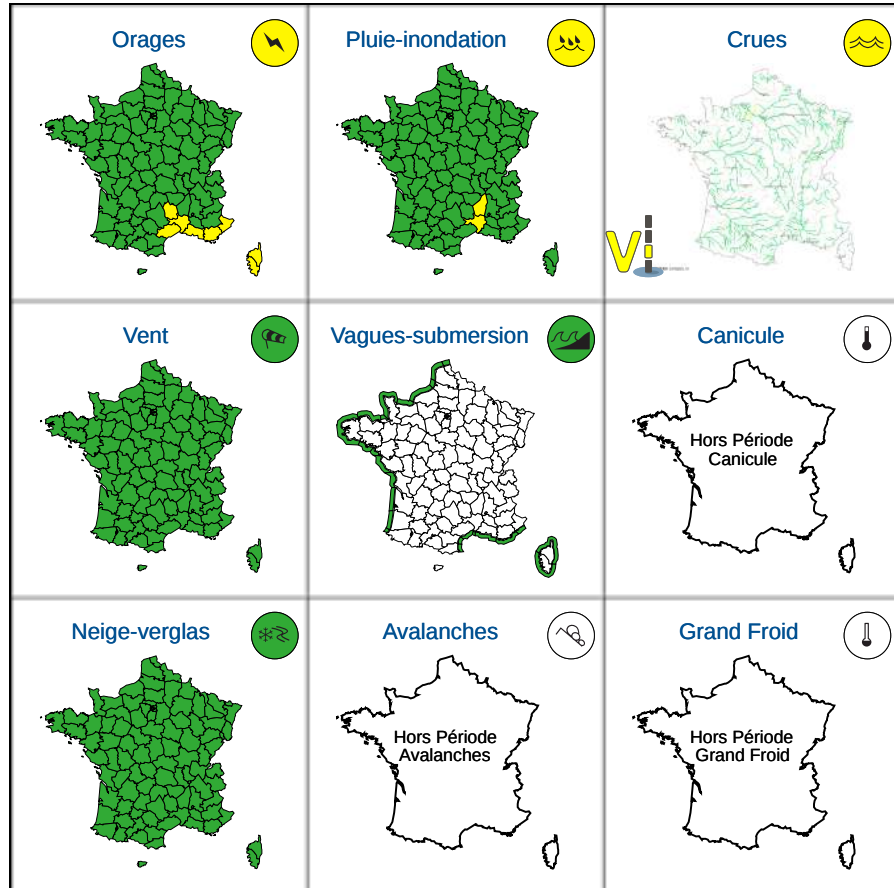 Orages
Pluie-inondation
Crues
Vent
Vagues-submersion
Canicule
Hors Période
Canicule
Neige-verglas
Avalanches
Hors Période
Avalanches
Grand Froid
Hors Période
Grand Froid